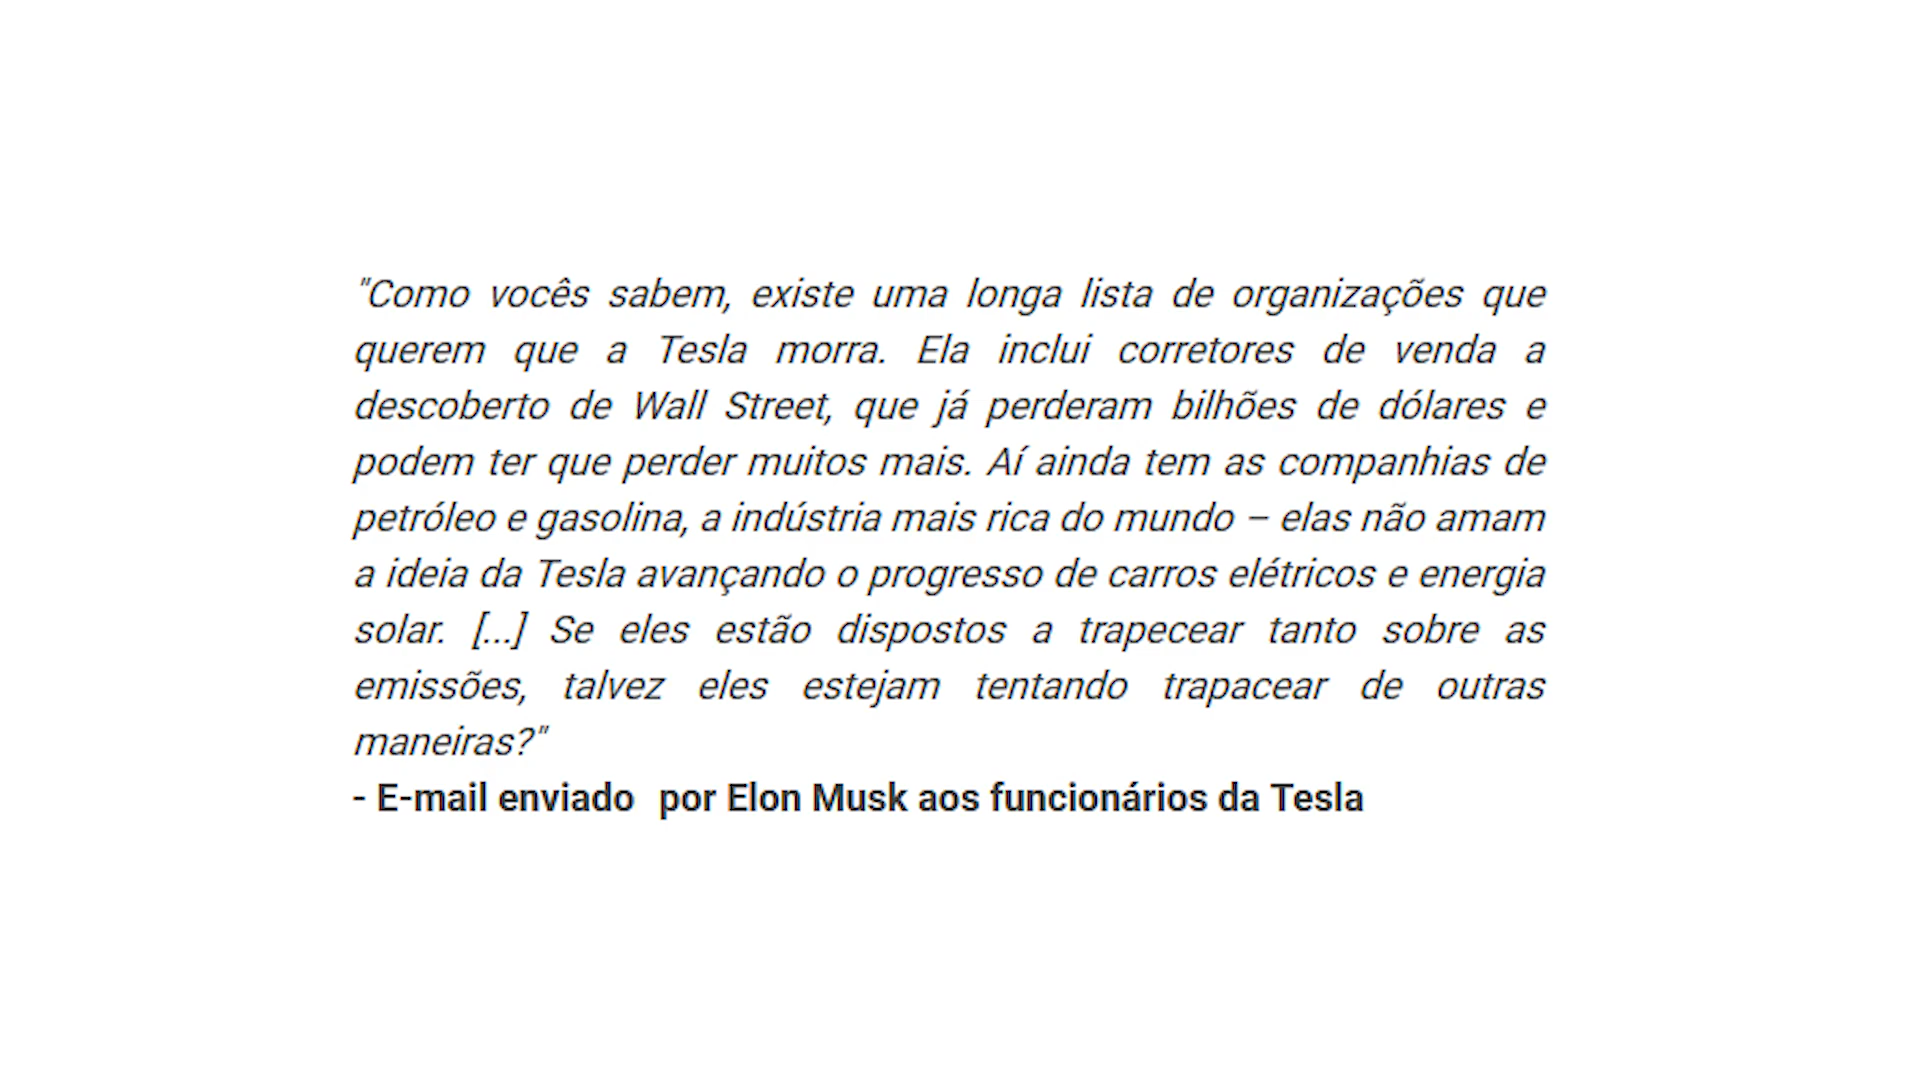 "Como vocês sabem, existe uma longa lista de organizações que
querem que a Tesla morra. Ela inclui corretores de venda a
descoberto de Wall Street, que já perderam bilhões de dólares e
podem ter que perder muitos mais. Aí ainda tem as companhias de
petróleo e gasolina, a indústria mais rica do mundo – elas não amam
a ideia da Tesla avançando o progresso de carros elétricos e energia
solar. [...] Se eles estão dispostos a trapecear tanto sobre as
emissões, talvez eles estejam tentando trapacear de outras
maneiras?"
- E-mail enviado  por Elon Musk aos funcionários da Tesla